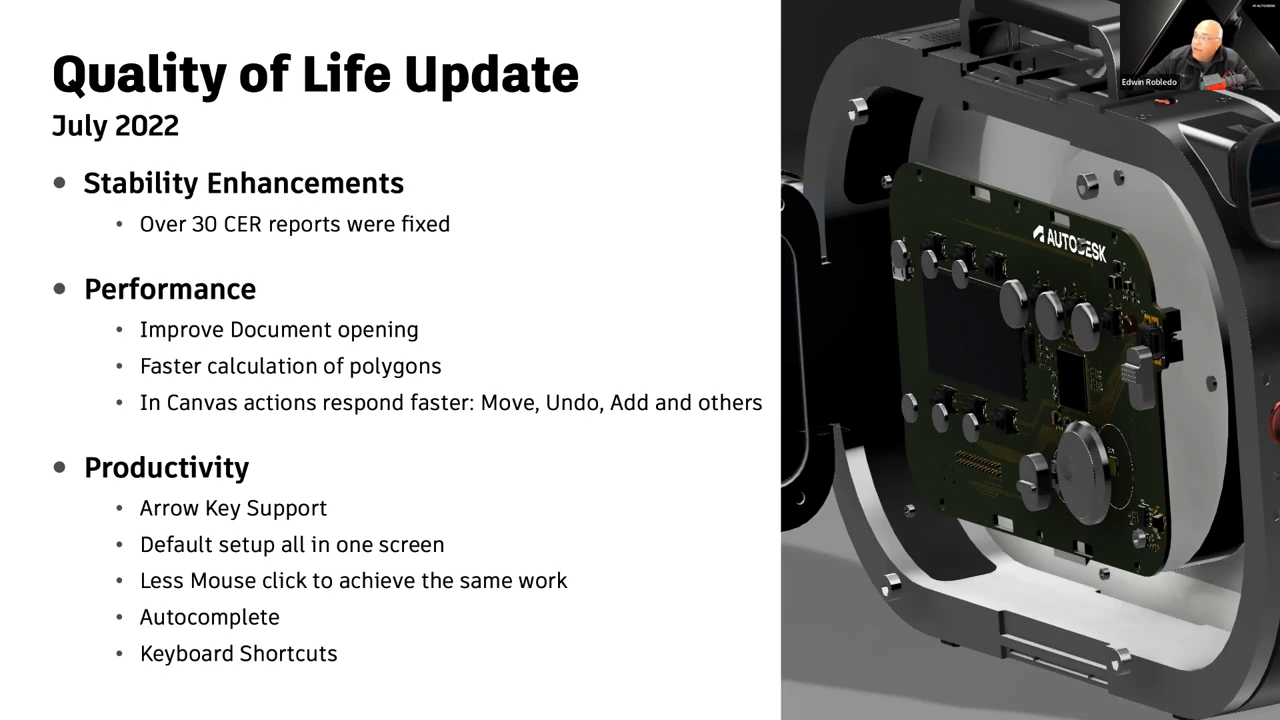 Quality of Life Update
July 2022
• Stability Enhancements
• Over 30 CER reports were fixed
• Performance
• Improve Document opening
• Faster calculation of polygons
• In Canvas actions respond faster: Move, Undo, Add and others
• Productivity
• Arrow Key Support
• Default setup all in one screen
• Less Mouse click to achieve the same work
• Autocomplete
• Keyboard Shortcuts
AUTODESK
Edwin Robledo
AUTODESK